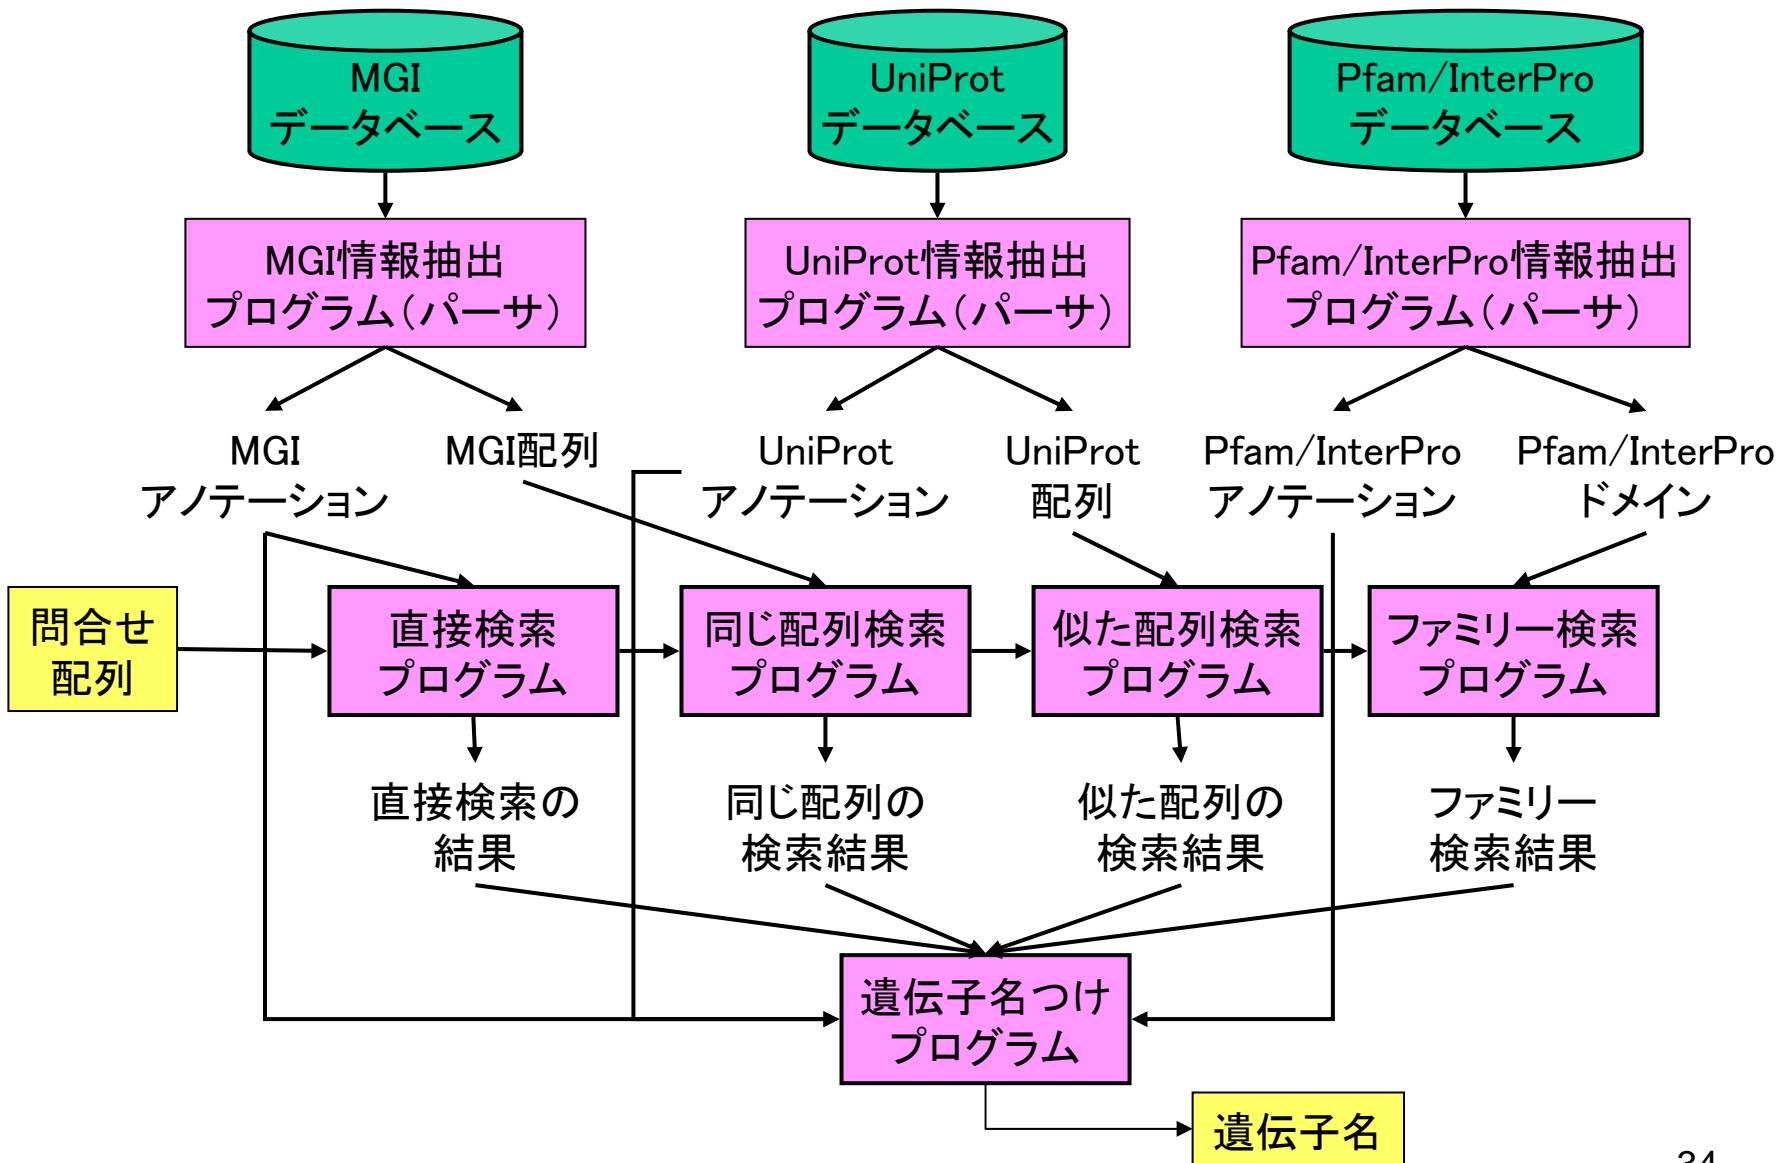 MGI
データベース
UniProt
データベース
Pfam/InterPro
データベース
MGI情報抽出
プログラム（パーサ）
UniProt情報抽出
プログラム（パーサ）
Pfam/InterPro情報抽出
プログラム（パーサ）
MGI
アノテーション
MGI配列
UniProt
アノテーション
UniProt
配列
Pfam/InterPro
アノテーション
Pfam/InterPro
ドメイン
問合せ
配列
直接検索
プログラム
同じ配列検索
プログラム
似た配列検索
プログラム
ファミリー検索
プログラム
直接検索の
結果
同じ配列の
検索結果
似た配列の
検索結果
ファミリー
検索結果
遺伝子名つけ
プログラム
遺伝子名
34